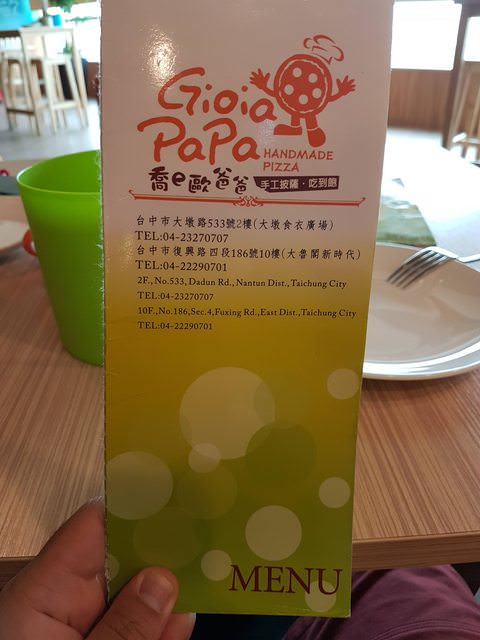 Gioia
PaPa
HANDMADE
PIZZA
喬e歐爸爸
手工披薩·吃到飽
台中市大墩路533號2樓(大墩食衣廣場)
TEL:04-23270707
台中市復興路四段186號10樓(大魯閣新時代)
TEL:04-22290701
2F., No.533, Dadun Rd., Nantun Dist., Taichung City
TEL:04-23270707
10F.,No.186,Sec.4,Fuxing Rd.,East Dist.,Taichung City
TEL:04-22290701
MENU